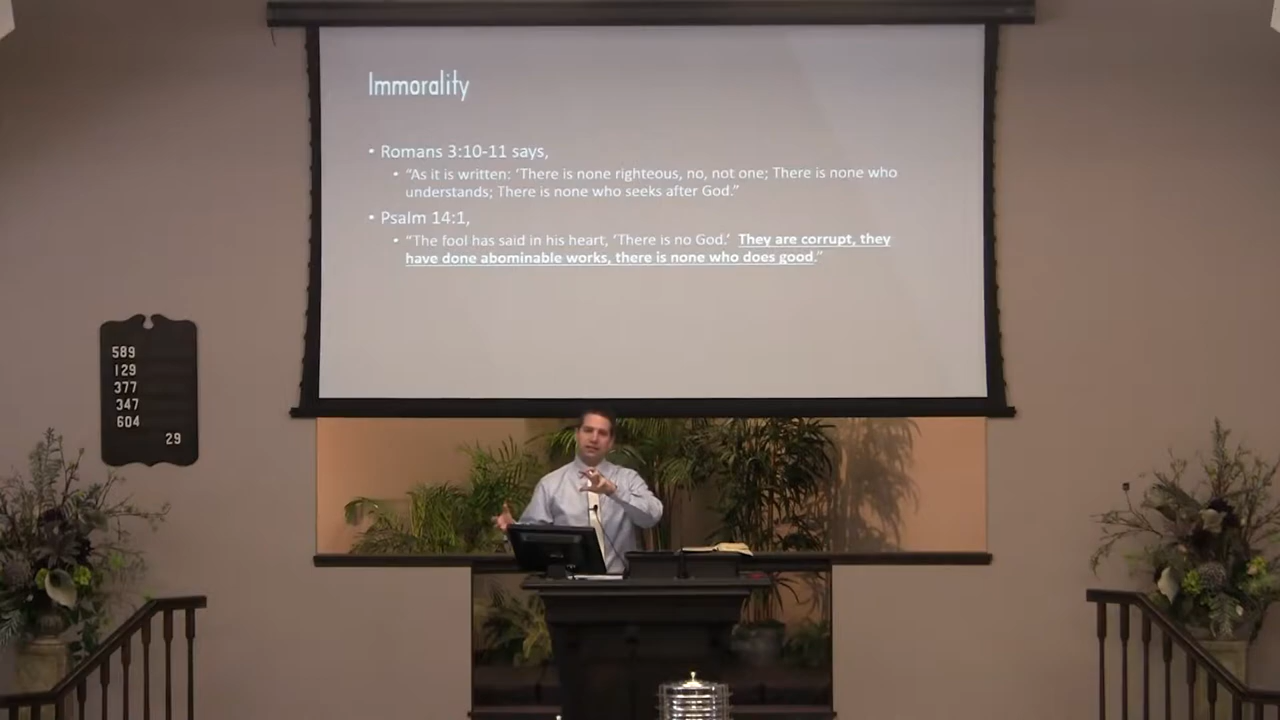 Immorality
• Romans 3:10-11 says,
• “As it is written: ‘There is none righteous, no, not one; There is none who
understands; There is none who seeks after God.”
• Psalm 14:1,
• “The fool has said in his heart, ‘There is no God.’ They are corrupt, they
have done abominable works, there is none who does good.”
589
129
377
347
604
29